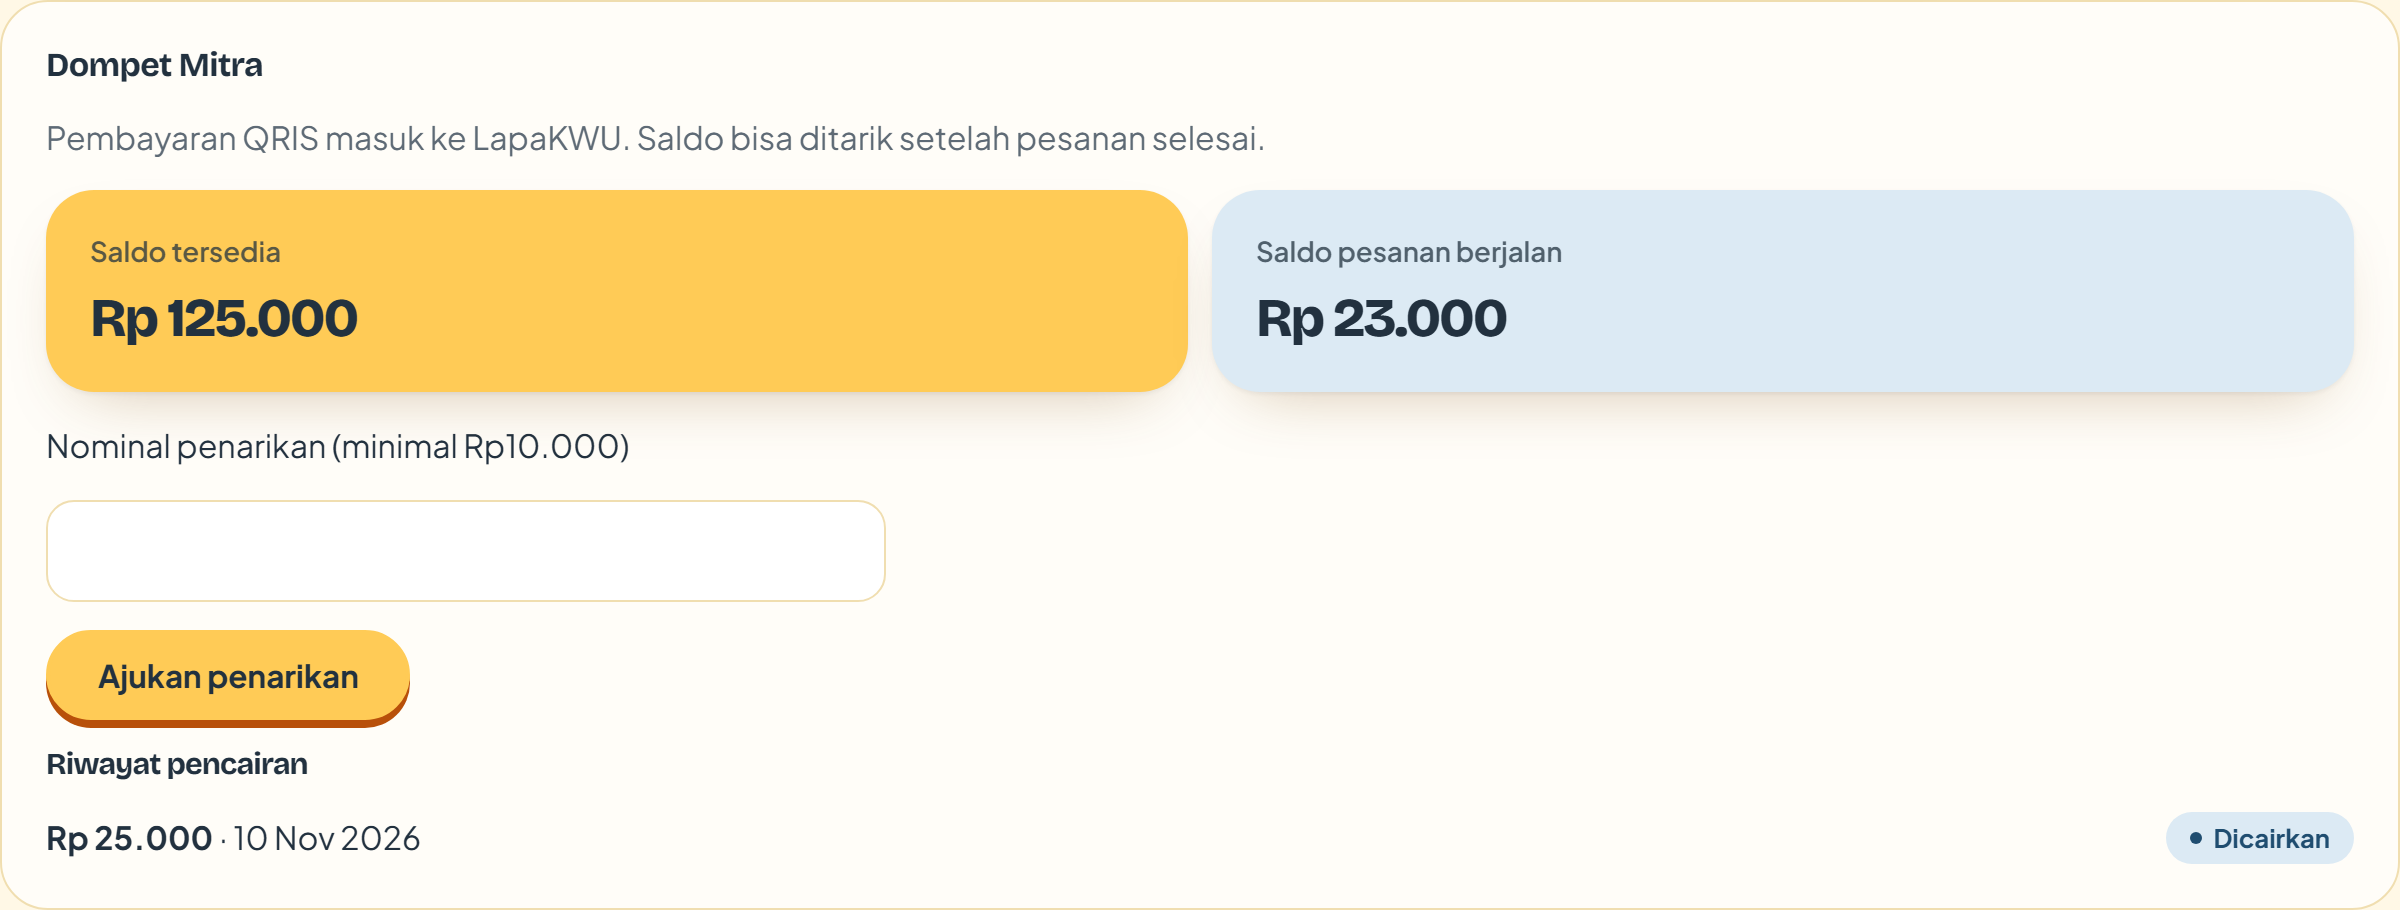 Dompet Mitra
Pembayaran QRIS masuk ke LapaKWU. Saldo bisa ditarik setelah pesanan selesai.
Saldo tersedia
Rp 125.000
Saldo pesanan berjalan
Rp 23.000
Nominal penarikan (minimal Rp10.000)
Ajukan penarikan
Riwayat pencairan
Rp 25.000 · 10 Nov 2026
Dicairkan